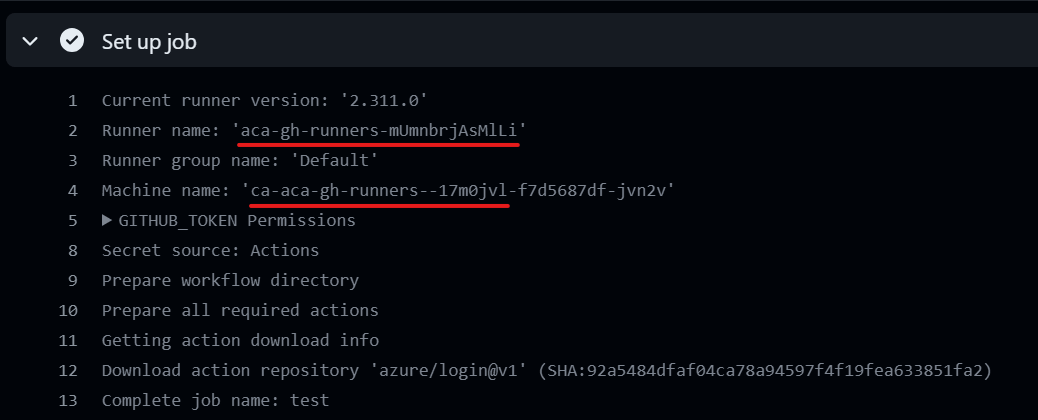 Set up job
1 Current runner version: '2.311.0'
2 Runner name: 'aca-gh-runners-mUmnbrjAsMlLi'
3 Runner group name: 'Default'
4 Machine name: 'ca-aca-gh-runners--17m0jvl-f7d5687df-jvn2v'
5 ▶ GITHUB_TOKEN Permissions
8 Secret source: Actions
9 Prepare workflow directory
10 Prepare all required actions
11 Getting action download info
12 Download action repository 'azure/login@v1' (SHA:92a5484dfaf04ca78a94597f4f19fea633851fa2)
13 Complete job name: test